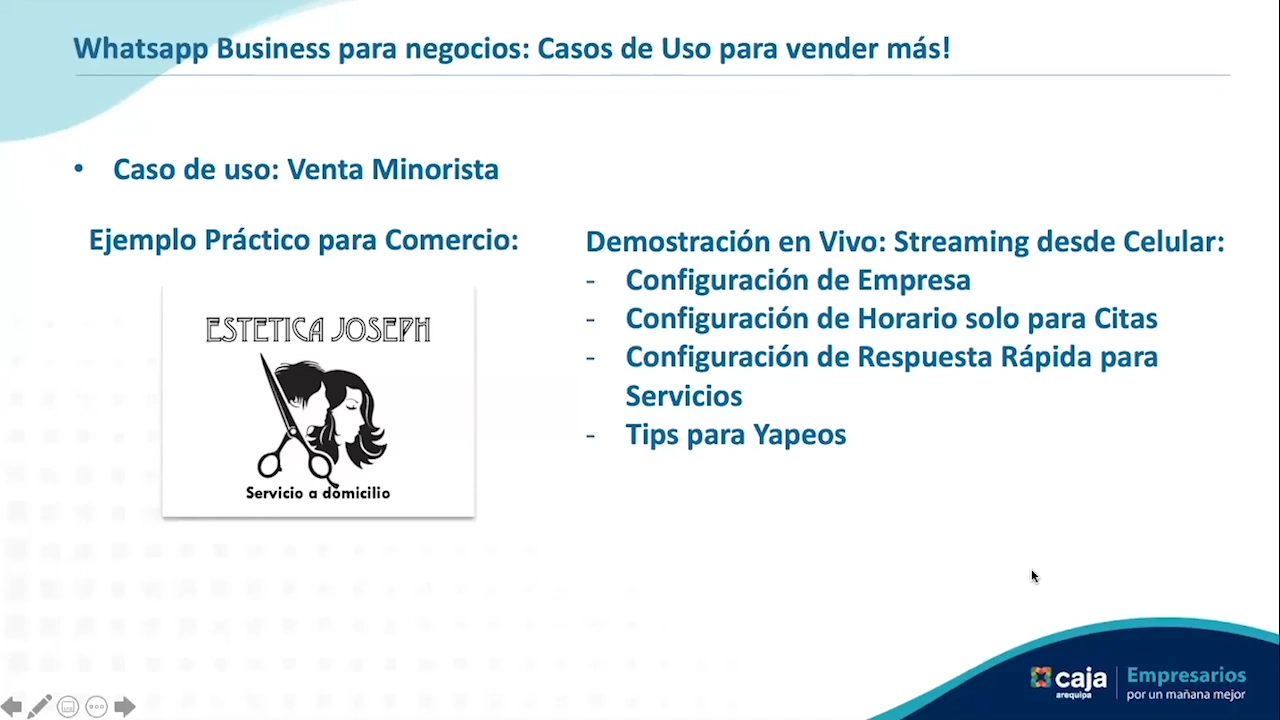 Whatsapp Business para negocios: Casos de Uso para vender más!
• Caso de uso: Venta Minorista
Ejemplo Práctico para Comercio:
ESTETICA JOSEPH
Servicio a domicilio
Demostración en Vivo: Streaming desde Celular:
- Configuración de Empresa
- Configuración de Horario solo para Citas
- Configuración de Respuesta Rápida para
Servicios
- Tips para Yapeos
caja
arequipa
Empresarios
por un mañana mejor